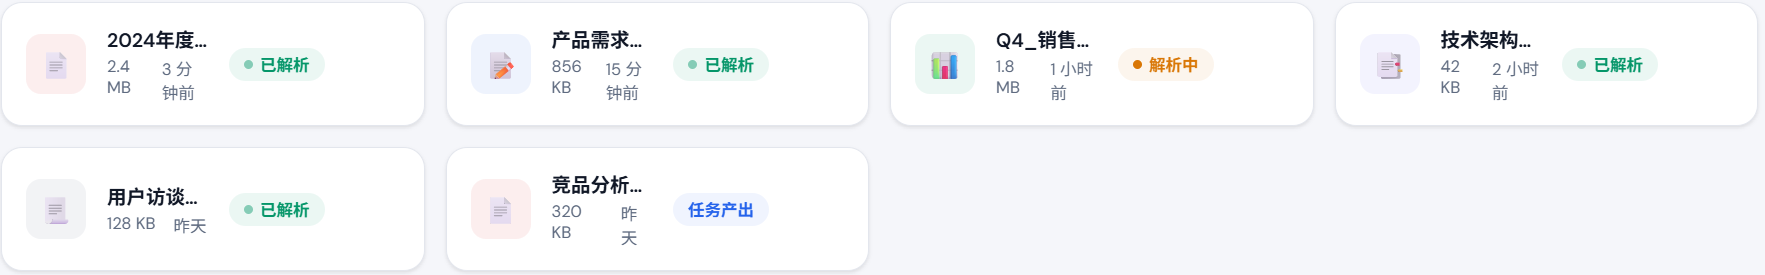 2024年度...
2.4 MB
3 分钟前
已解析
产品需求...
856 KB
15 分钟前
已解析
Q4_销售...
1.8 MB
1 小时前
解析中
技术架构...
42 KB
2 小时前
已解析
用户访谈...
128 KB
昨天
已解析
竞品分析...
320 KB
昨天
任务产出